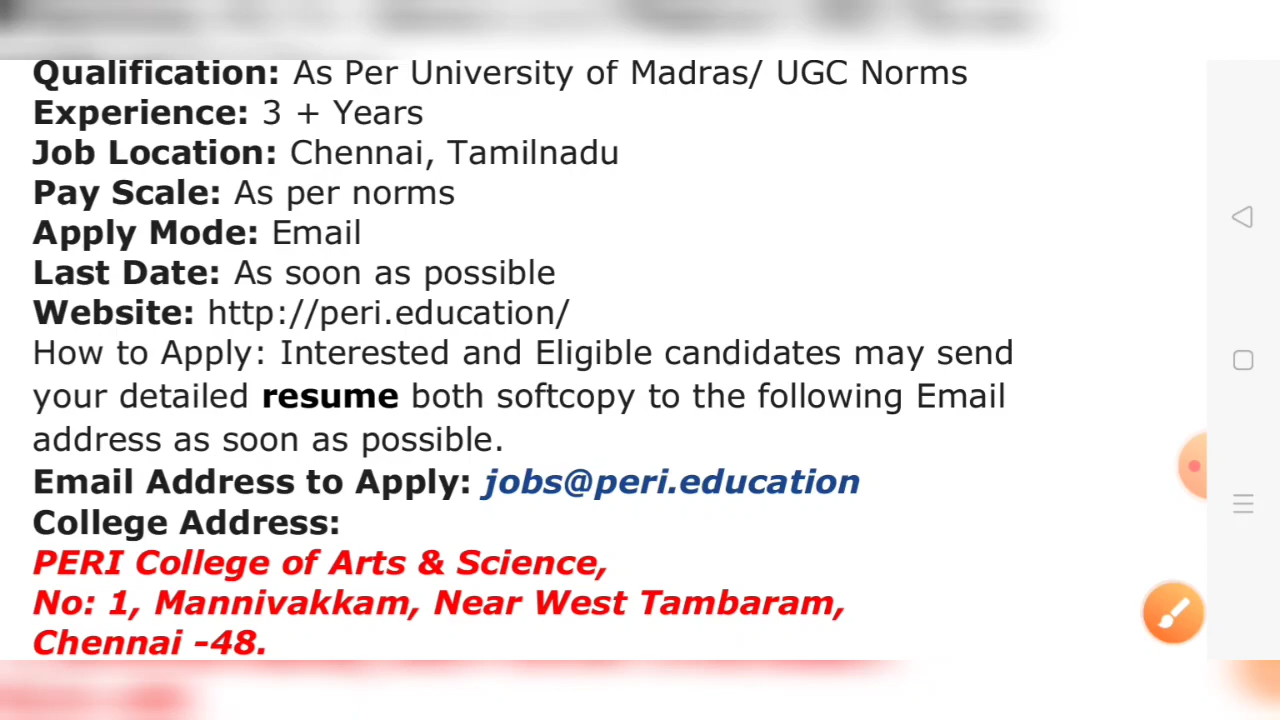 Qualification: As Per University of Madras/ UGC Norms
Experience: 3 + Years
Job Location: Chennai, Tamilnadu
Pay Scale: As per norms
Apply Mode: Email
Last Date: As soon as possible
Website: http://peri.education/
How to Apply: Interested and Eligible candidates may send
your detailed resume both softcopy to the following Email
address as soon as possible.
Email Address to Apply: jobs@peri.education
College Address:
PERI College of Arts & Science,
No: 1, Mannivakkam, Near West Tambaram,
Chennai -48.